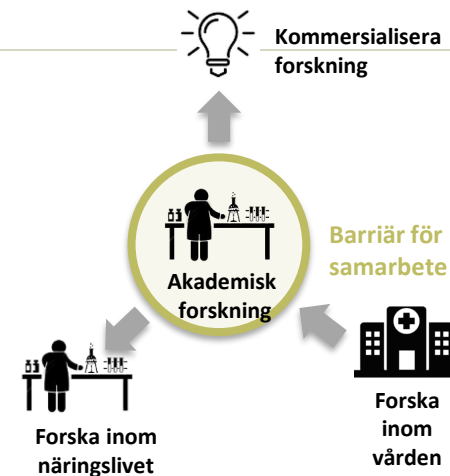 Kommersialisera
forskning
Barriär för
samarbete
Akademisk
forskning
Forska inom
näringslivet
Forska
inom
vården